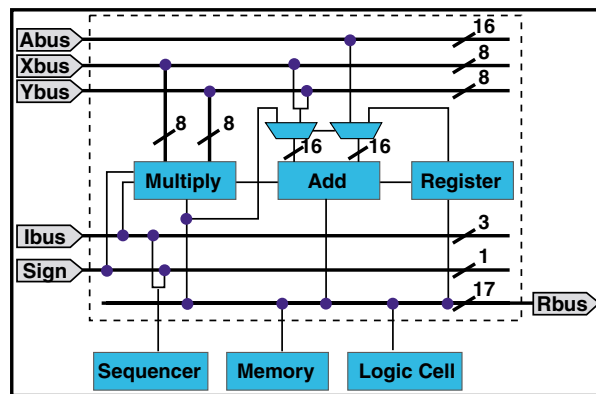 Abus
16
Xbus
8
Ybus
8
8
8
16
16
Multiply
Add
Register
Ibus
3
Sign
1
17
Rbus
Sequencer
Memory
Logic Cell